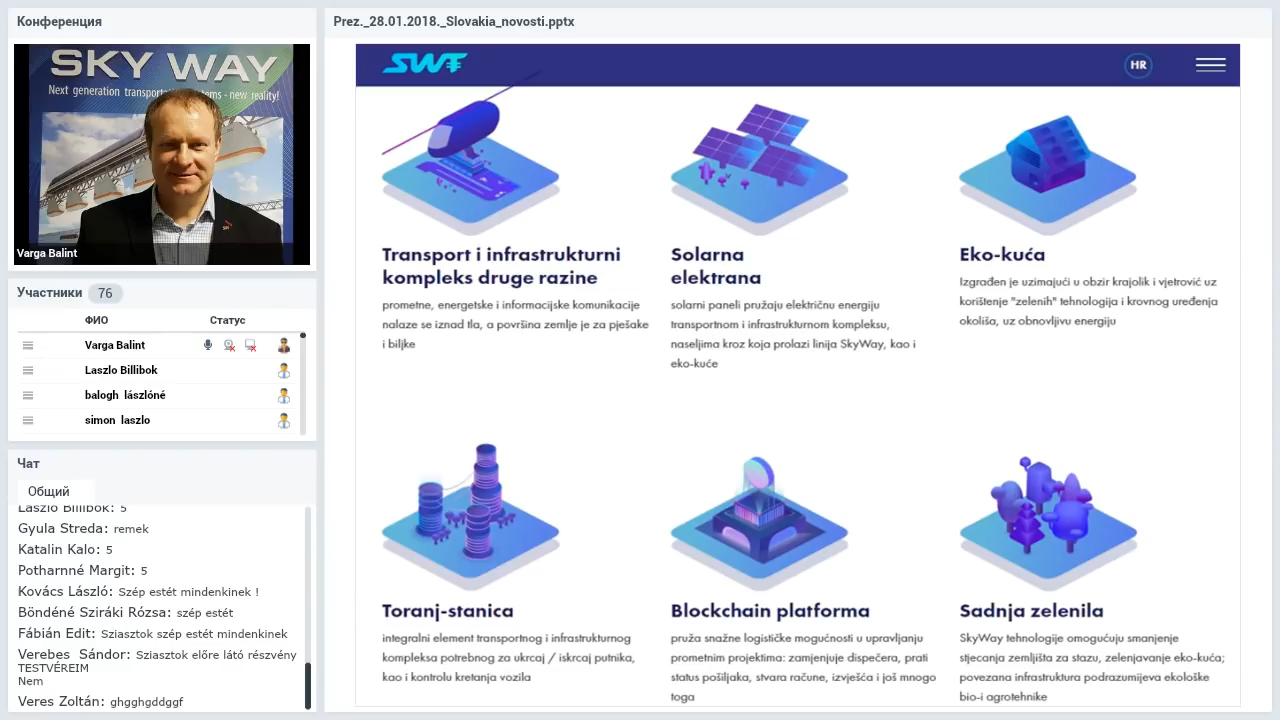 Конференция
SKY WAY
Next generation
- new reality!
Varga Balint
Участники 76
ФИО Статус
Varga Balint
Laszlo Billibok
balogh lászlóné
simon laszlo
Чат
Общий
Laszlo Billibok: 5
Gyula Streda: remek
Katalin Kalo: 5
Potharnné Margit: 5
Kovács László: Szép estét mindenkinek !
Böndéné Sziráki Rózsa: szép estét
Fábián Edit: Sziasztok szép estét mindenkinek
Verebes Sándor: Sziasztok előre látó részvény
TESTVÉREIM
Nem
Veres Zoltán: ghgghgddggf
Prez._28.01.2018._Slovakia_novosti.pptx
SWT
HR
Transport i infrastrukturni
kompleks druge razine
prometne, energetske i informacijske komunikacije
nalaze se iznad tla, a površina zemlje je za pješake
i biljke
Solarna
elektrana
solarni paneli pružaju električnu energiju
transportnom i infrastrukturnom kompleksu,
naseljima kroz koja prolazi linija SkyWay, kao i
eko-kuće
Eko-kuća
Izgrađen je uzimajući u obzir krajolik i vjetrović uz
korištenje "zelenih" tehnologija i krovnog uređenja
okoliša, uz obnovljivu energiju
Toranj-stanica
integralni element transportnog i infrastrukturnog
kompleksa potrebnog za ukrcaj / iskrcaj putnika,
kao i kontrolu kretanja vozila
Blockchain platforma
pruža snažne logističke mogućnosti u upravljanju
prometnim projektima: zamjenjuje dispečera, prati
status pošiljaka, stvara račune, izvješća i još mnogo
toga
Sadnja zelenila
SkyWay tehnologije omogućuju smanjenje
stjecanja zemljišta za stazu, zelenjavanje eko-kuća;
povezana infrastruktura podrazumijeva ekološke
bio-i agrotehnike